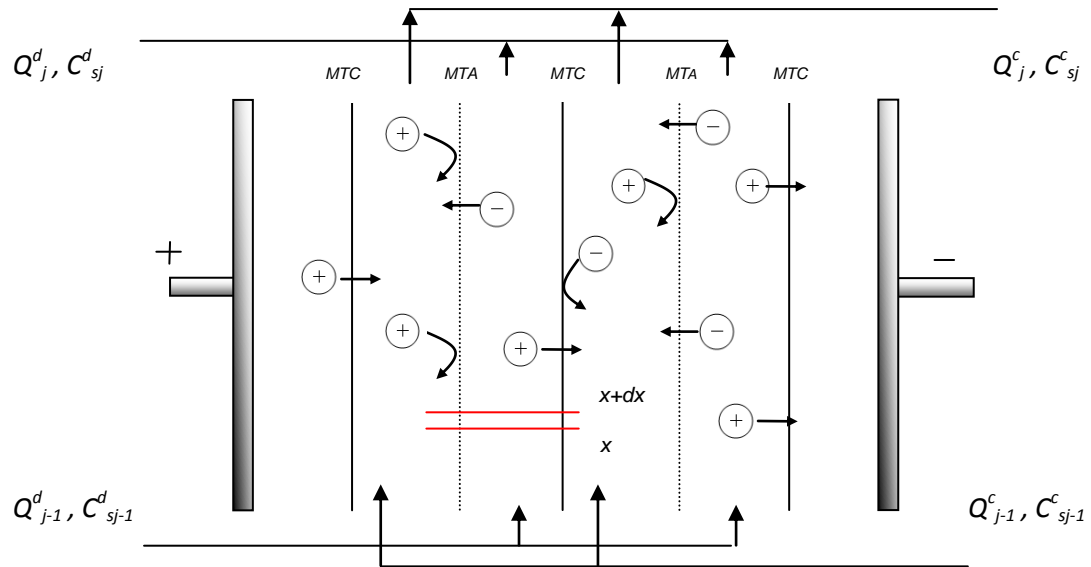 Q^d_j , C^d_sj
Q^c_j , C^c_sj
MTC MTA MTC MTA MTC
+ −
+ −
+ +
−
+ −
+
+ −
+
x+dx
+
x
Q^d_j-1 , C^d_sj-1
Q^c_j-1 , C^c_sj-1